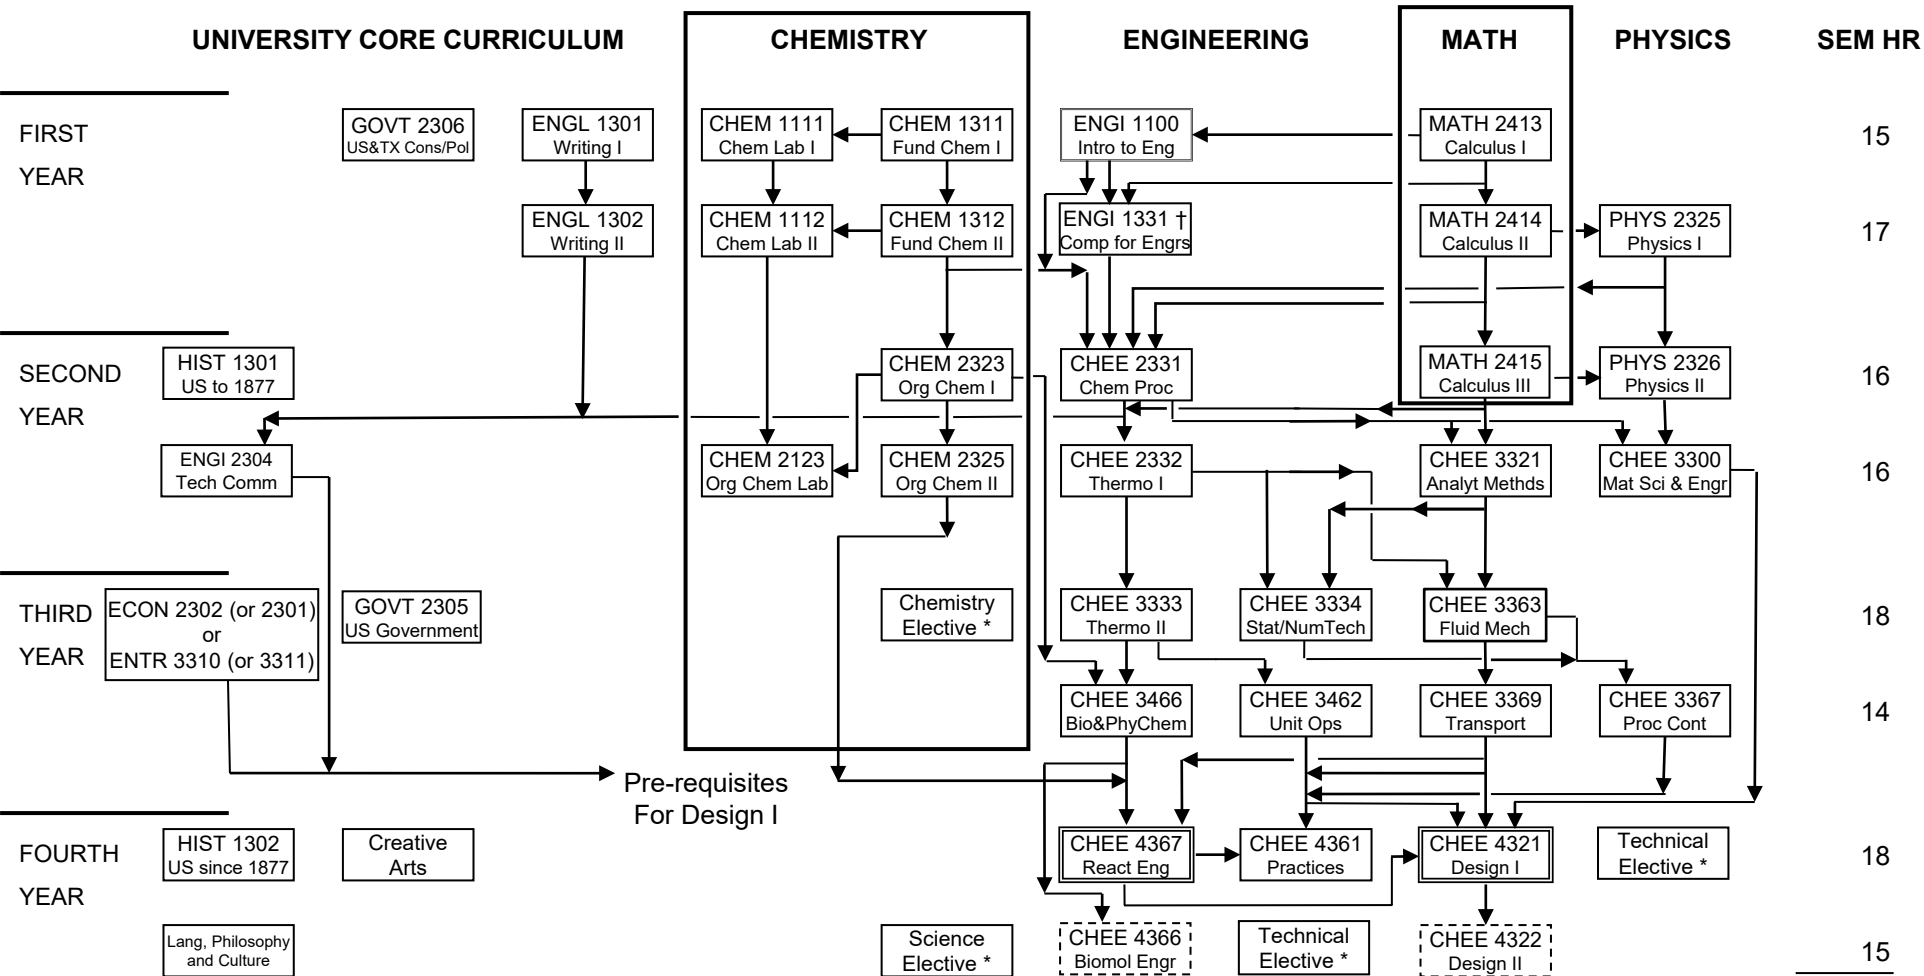 UNIVERSITY CORE CURRICULUM
CHEMISTRY
ENGINEERING
MATH
PHYSICS
SEM HR
FIRST
YEAR
GOVT 2306
US&TX Cons/Pol
ENGL 1301
Writing I
CHEM 1111
Chem Lab I
CHEM 1311
Fund Chem I
ENGI 1100
Intro to Eng
MATH 2413
Calculus I
15
ENGL 1302
Writing II
CHEM 1112
Chem Lab II
CHEM 1312
Fund Chem II
ENGI 1331 †
Comp for Engrs
MATH 2414
Calculus II
PHYS 2325
Physics I
17
SECOND
YEAR
HIST 1301
US to 1877
CHEM 2323
Org Chem I
CHEE 2331
Chem Proc
MATH 2415
Calculus III
PHYS 2326
Physics II
16
ENGI 2304
Tech Comm
CHEM 2123
Org Chem Lab
CHEM 2325
Org Chem II
CHEE 2332
Thermo I
CHEE 3321
Analyt Methds
CHEE 3300
Mat Sci & Engr
16
THIRD
YEAR
ECON 2302 (or 2301)
or
ENTR 3310 (or 3311)
GOVT 2305
US Government
Chemistry
Elective *
CHEE 3333
Thermo II
CHEE 3334
Stat/NumTech
CHEE 3363
Fluid Mech
18
CHEE 3466
Bio&PhyChem
CHEE 3462
Unit Ops
CHEE 3369
Transport
CHEE 3367
Proc Cont
14
Pre-requisites
For Design I
FOURTH
YEAR
HIST 1302
US since 1877
Creative
Arts
CHEE 4367
React Eng
CHEE 4361
Practices
CHEE 4321
Design I
Technical
Elective *
18
Lang, Philosophy
and Culture
Science
Elective *
CHEE 4366
Biomol Engr
Technical
Elective *
CHEE 4322
Design II
15